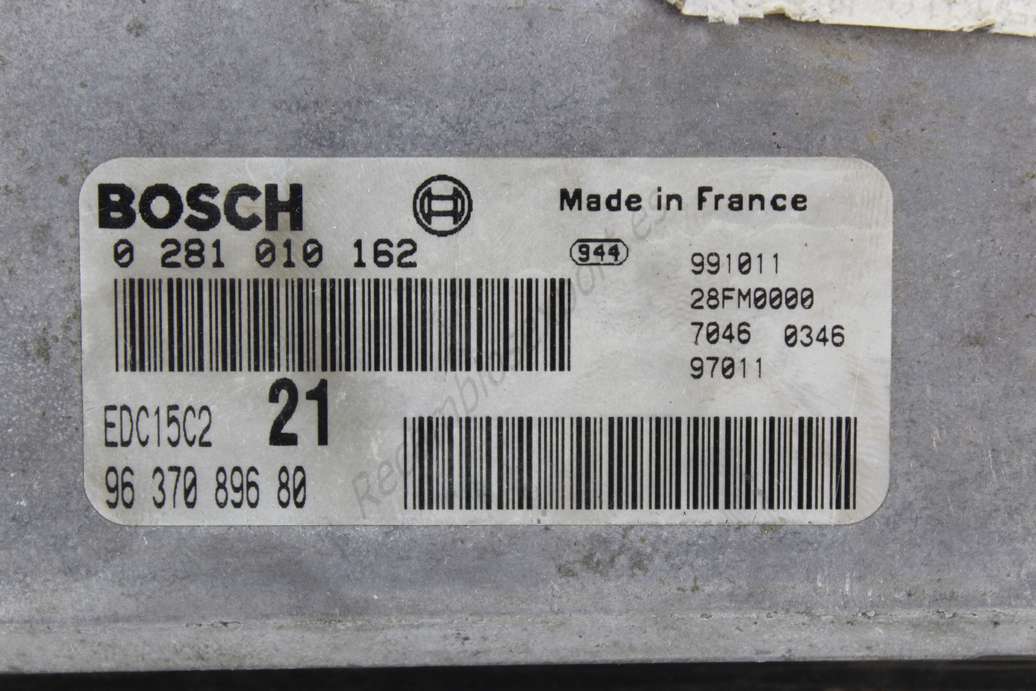 BOSCH
Made in France
0 281 010 162
944
991011
28FM0000
7046 0346
97011
EDC15C2 21
96 370 896 80